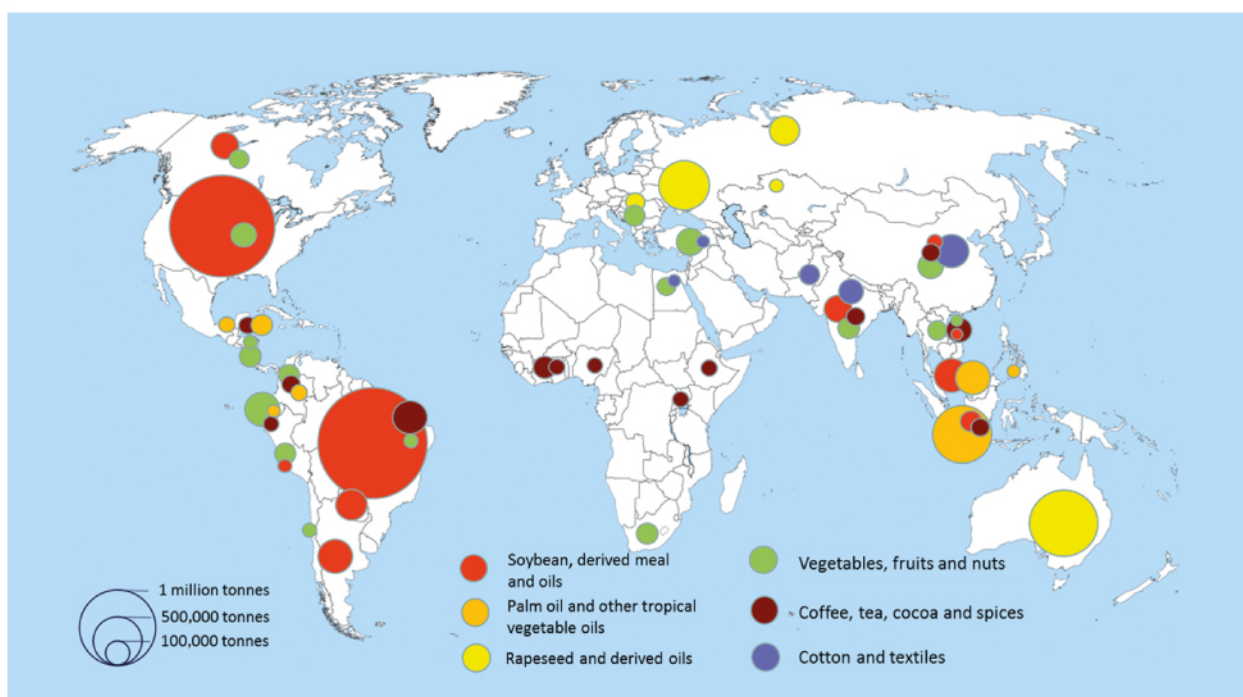 1 million tonnes
500,000 tonnes
100,000 tonnes
Soybean, derived meal
and oils
Palm oil and other tropical
vegetable oils
Rapeseed and derived oils
Vegetables, fruits and nuts
Coffee, tea, cocoa and spices
Cotton and textiles